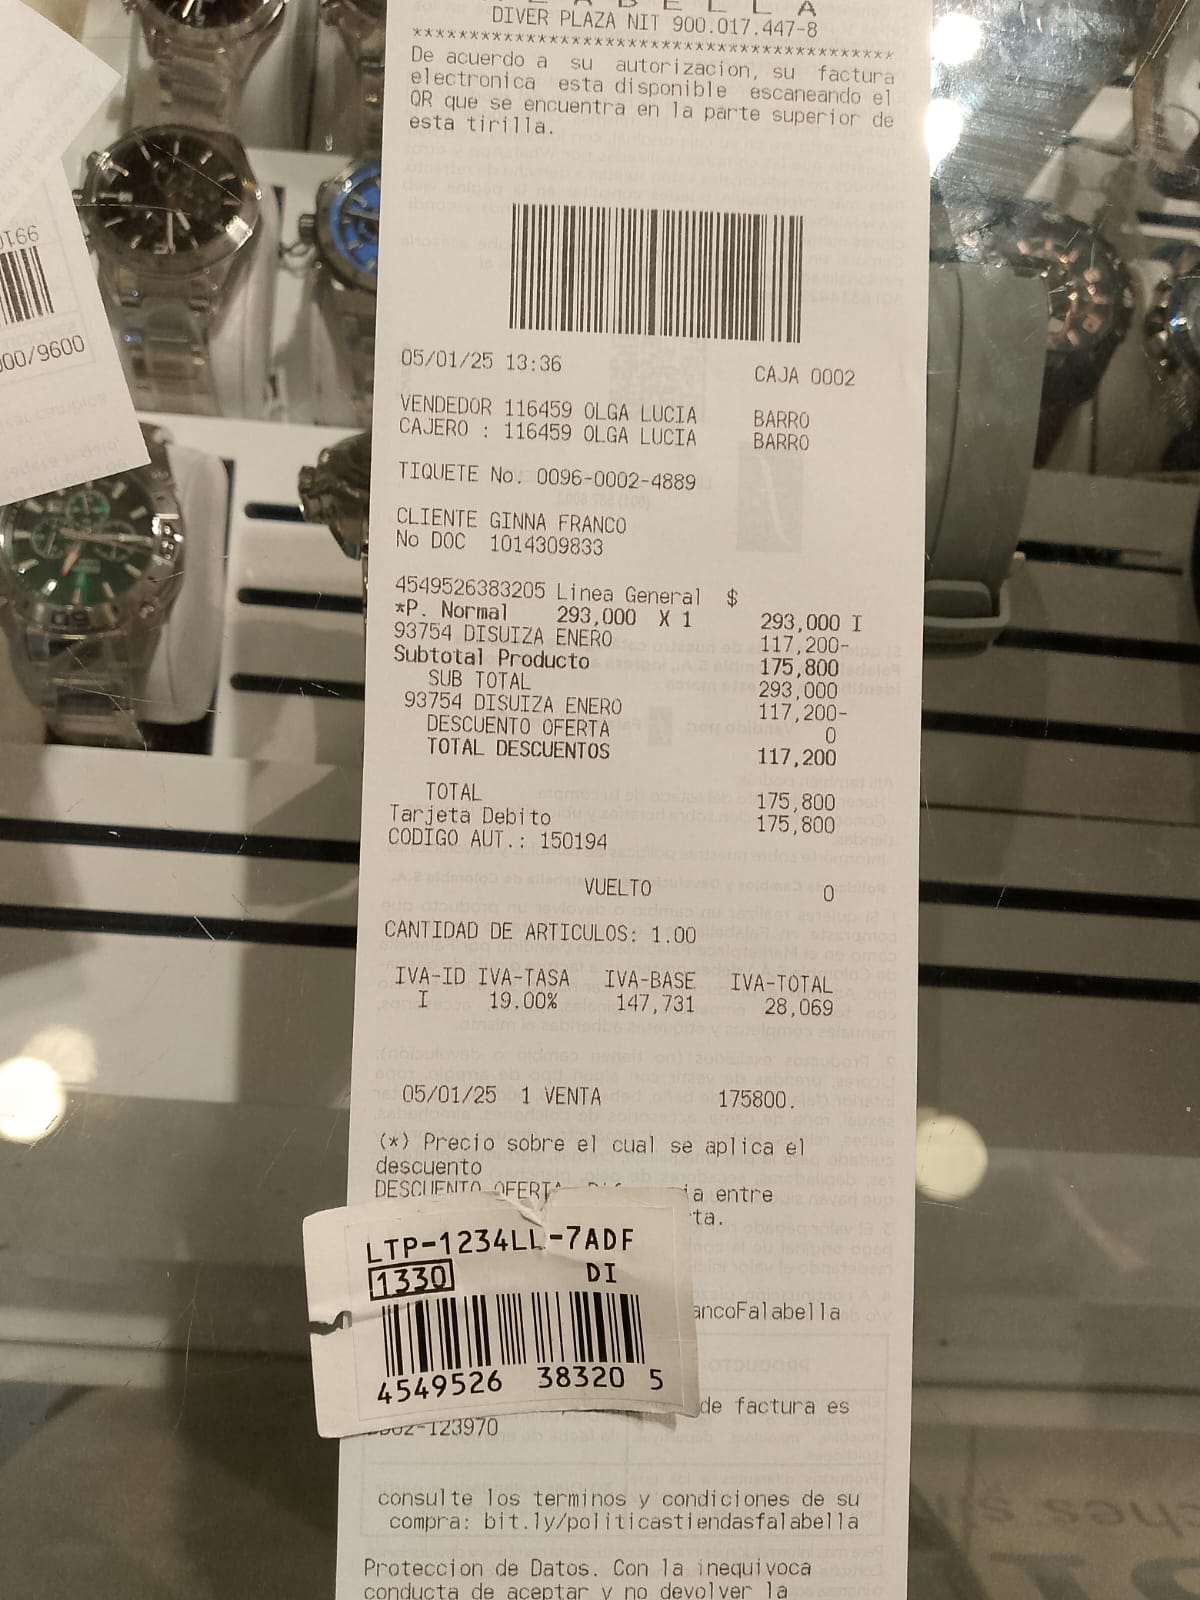 DIVER PLAZA NIT 900.017.447-8
******************************************
De acuerdo a su autorizacion, su factura
electronica esta disponible escaneando el
QR que se encuentra en la parte superior de
esta tirilla.
05/01/25 13:36 CAJA 0002
VENDEDOR 116459 OLGA LUCIA BARRO
CAJERO : 116459 OLGA LUCIA BARRO
TIQUETE No. 0096-0002-4889
CLIENTE GINNA FRANCO
No DOC 1014309833
4549526383205 Linea General $
*P. Normal 293,000 X 1 293,000 I
93754 DISUIZA ENERO 117,200-
Subtotal Producto 175,800
SUB TOTAL 293,000
93754 DISUIZA ENERO 117,200-
DESCUENTO OFERTA 0
TOTAL DESCUENTOS 117,200
TOTAL 175,800
Tarjeta Debito 175,800
CODIGO AUT.: 150194
VUELTO 0
CANTIDAD DE ARTICULOS: 1.00
IVA-ID IVA-TASA IVA-BASE IVA-TOTAL
I 19.00% 147,731 28,069
05/01/25 1 VENTA 175800.
(*) Precio sobre el cual se aplica el
descuento
DESCUENTO OFERTA entre
LTP-1234LL-7ADF
1330 DI
4549526 38320 5
de factura es
consulte los terminos y condiciones de su
compra: bit.ly/politicastiendasfalabella
Proteccion de Datos. Con la inequivoca
conducta de aceptar y no devolver la